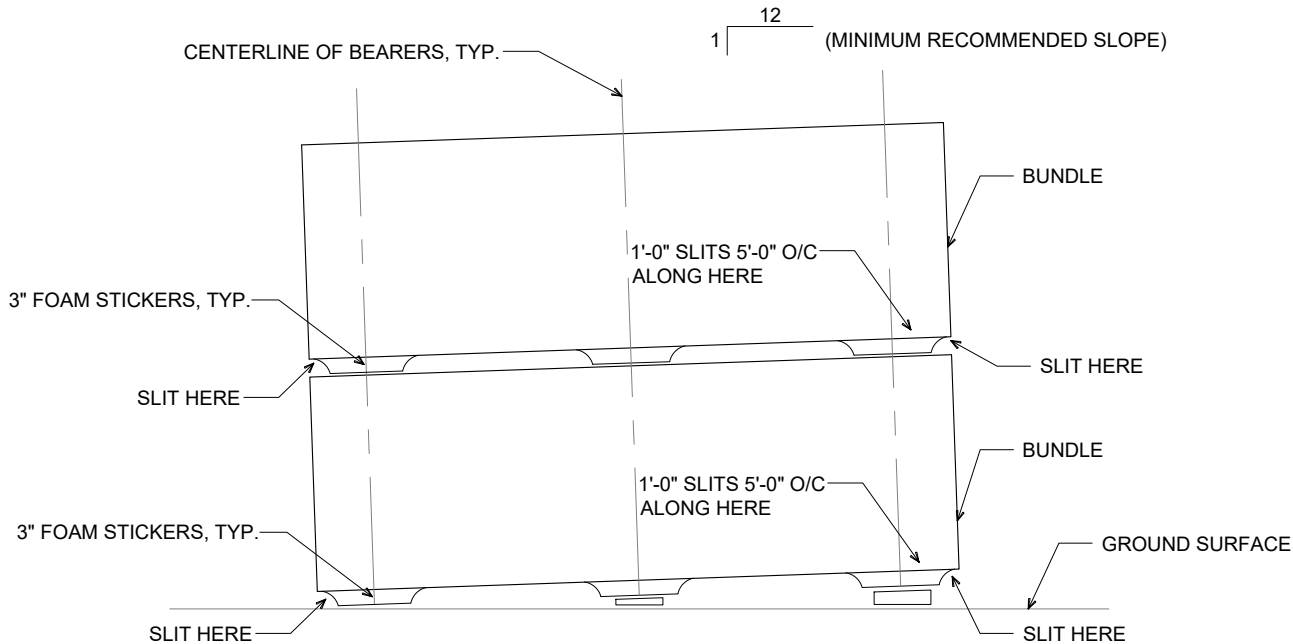 12
1
(MINIMUM RECOMMENDED SLOPE)
CENTERLINE OF BEARERS, TYP.
BUNDLE
1'-0" SLITS 5'-0" O/C
ALONG HERE
3" FOAM STICKERS, TYP.
SLIT HERE
SLIT HERE
BUNDLE
1'-0" SLITS 5'-0" O/C
ALONG HERE
3" FOAM STICKERS, TYP.
GROUND SURFACE
SLIT HERE
SLIT HERE